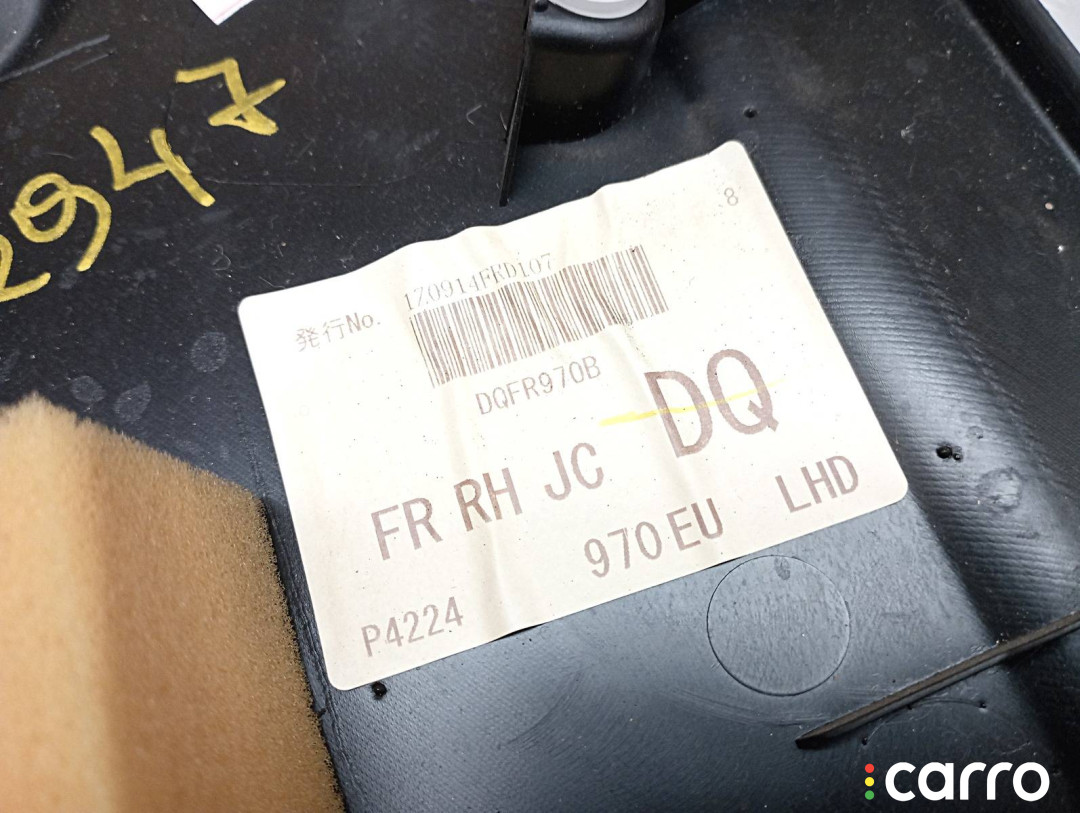 2947
8
1Z0914FRD107
発行No.
DQFR970B
DQ
FR RH JC
970 EU LHD
P4224
carro